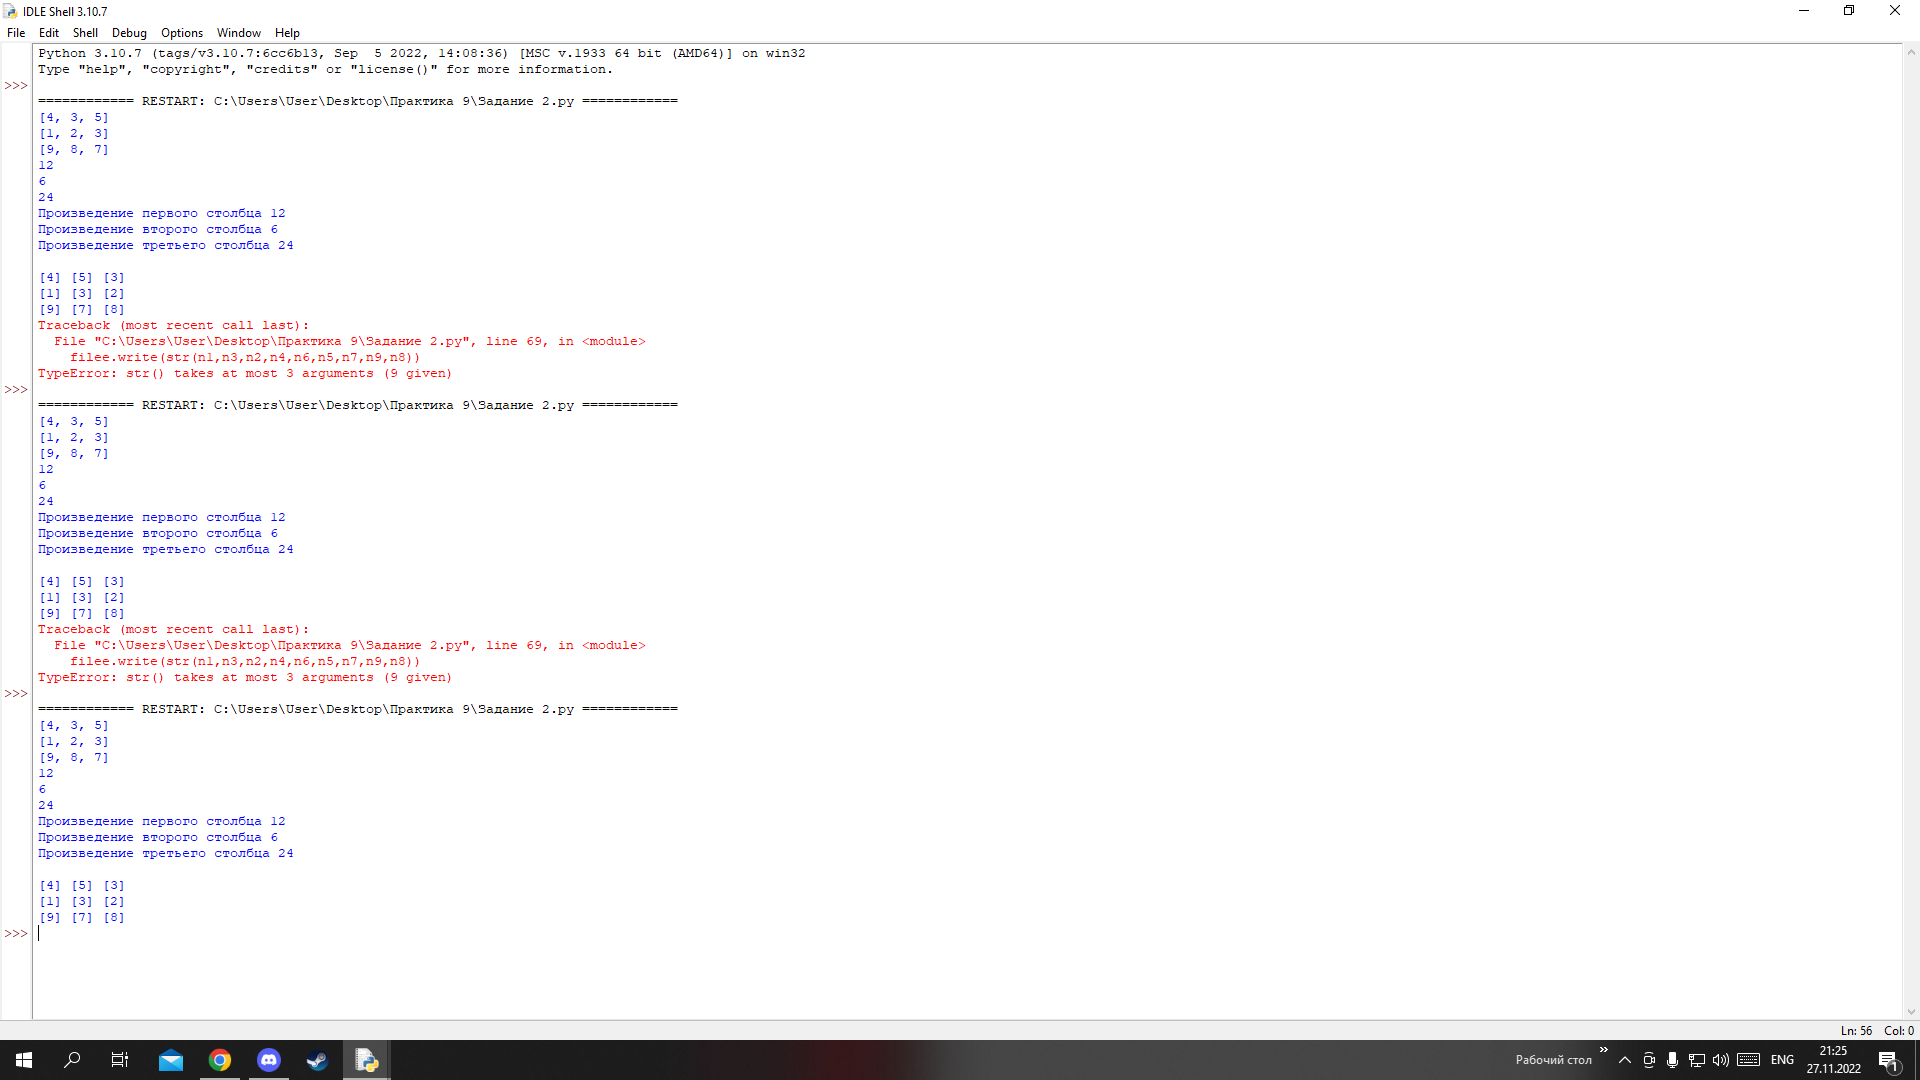 IDLE Shell 3.10.7
File Edit Shell Debug Options Window Help
Python 3.10.7 (tags/v3.10.7:6cc6b13, Sep  5 2022, 14:08:36) [MSC v.1933 64 bit (AMD64)] on win32
Type "help", "copyright", "credits" or "license()" for more information.
>>>
============ RESTART: C:\Users\User\Desktop\Практика 9\Задание 2.py ============
[4, 3, 5]
[1, 2, 3]
[9, 8, 7]
12
6
24
Произведение первого столбца 12
Произведение второго столбца 6
Произведение третьего столбца 24
[4] [5] [3]
[1] [3] [2]
[9] [7] [8]
Traceback (most recent call last):
  File "C:\Users\User\Desktop\Практика 9\Задание 2.py", line 69, in <module>
    filee.write(str(n1,n3,n2,n4,n6,n5,n7,n9,n8))
TypeError: str() takes at most 3 arguments (9 given)
>>>
============ RESTART: C:\Users\User\Desktop\Практика 9\Задание 2.py ============
[4, 3, 5]
[1, 2, 3]
[9, 8, 7]
12
6
24
Произведение первого столбца 12
Произведение второго столбца 6
Произведение третьего столбца 24
[4] [5] [3]
[1] [3] [2]
[9] [7] [8]
Traceback (most recent call last):
  File "C:\Users\User\Desktop\Практика 9\Задание 2.py", line 69, in <module>
    filee.write(str(n1,n3,n2,n4,n6,n5,n7,n9,n8))
TypeError: str() takes at most 3 arguments (9 given)
>>>
============ RESTART: C:\Users\User\Desktop\Практика 9\Задание 2.py ============
[4, 3, 5]
[1, 2, 3]
[9, 8, 7]
12
6
24
Произведение первого столбца 12
Произведение второго столбца 6
Произведение третьего столбца 24
[4] [5] [3]
[1] [3] [2]
[9] [7] [8]
>>>
Ln: 56 Col: 0
Рабочий стол » ENG 21:25
27.11.2022
1